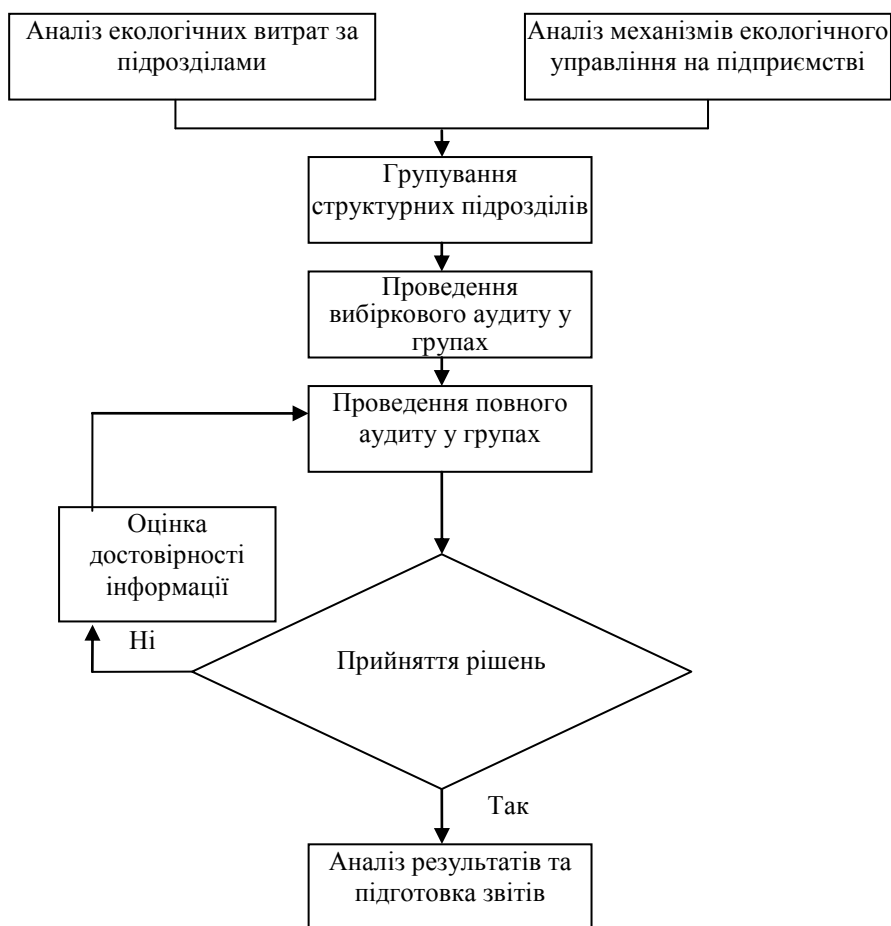 Аналіз екологічних витрат за
підрозділами
Аналіз механізмів екологічного
управління на підприємстві
Групування
структурних підрозділів
Проведення
вибіркового аудиту у
групах
Проведення повного
аудиту у групах
Оцінка
достовірності
інформації
Ні
Прийняття рішень
Так
Аналіз результатів та
підготовка звітів